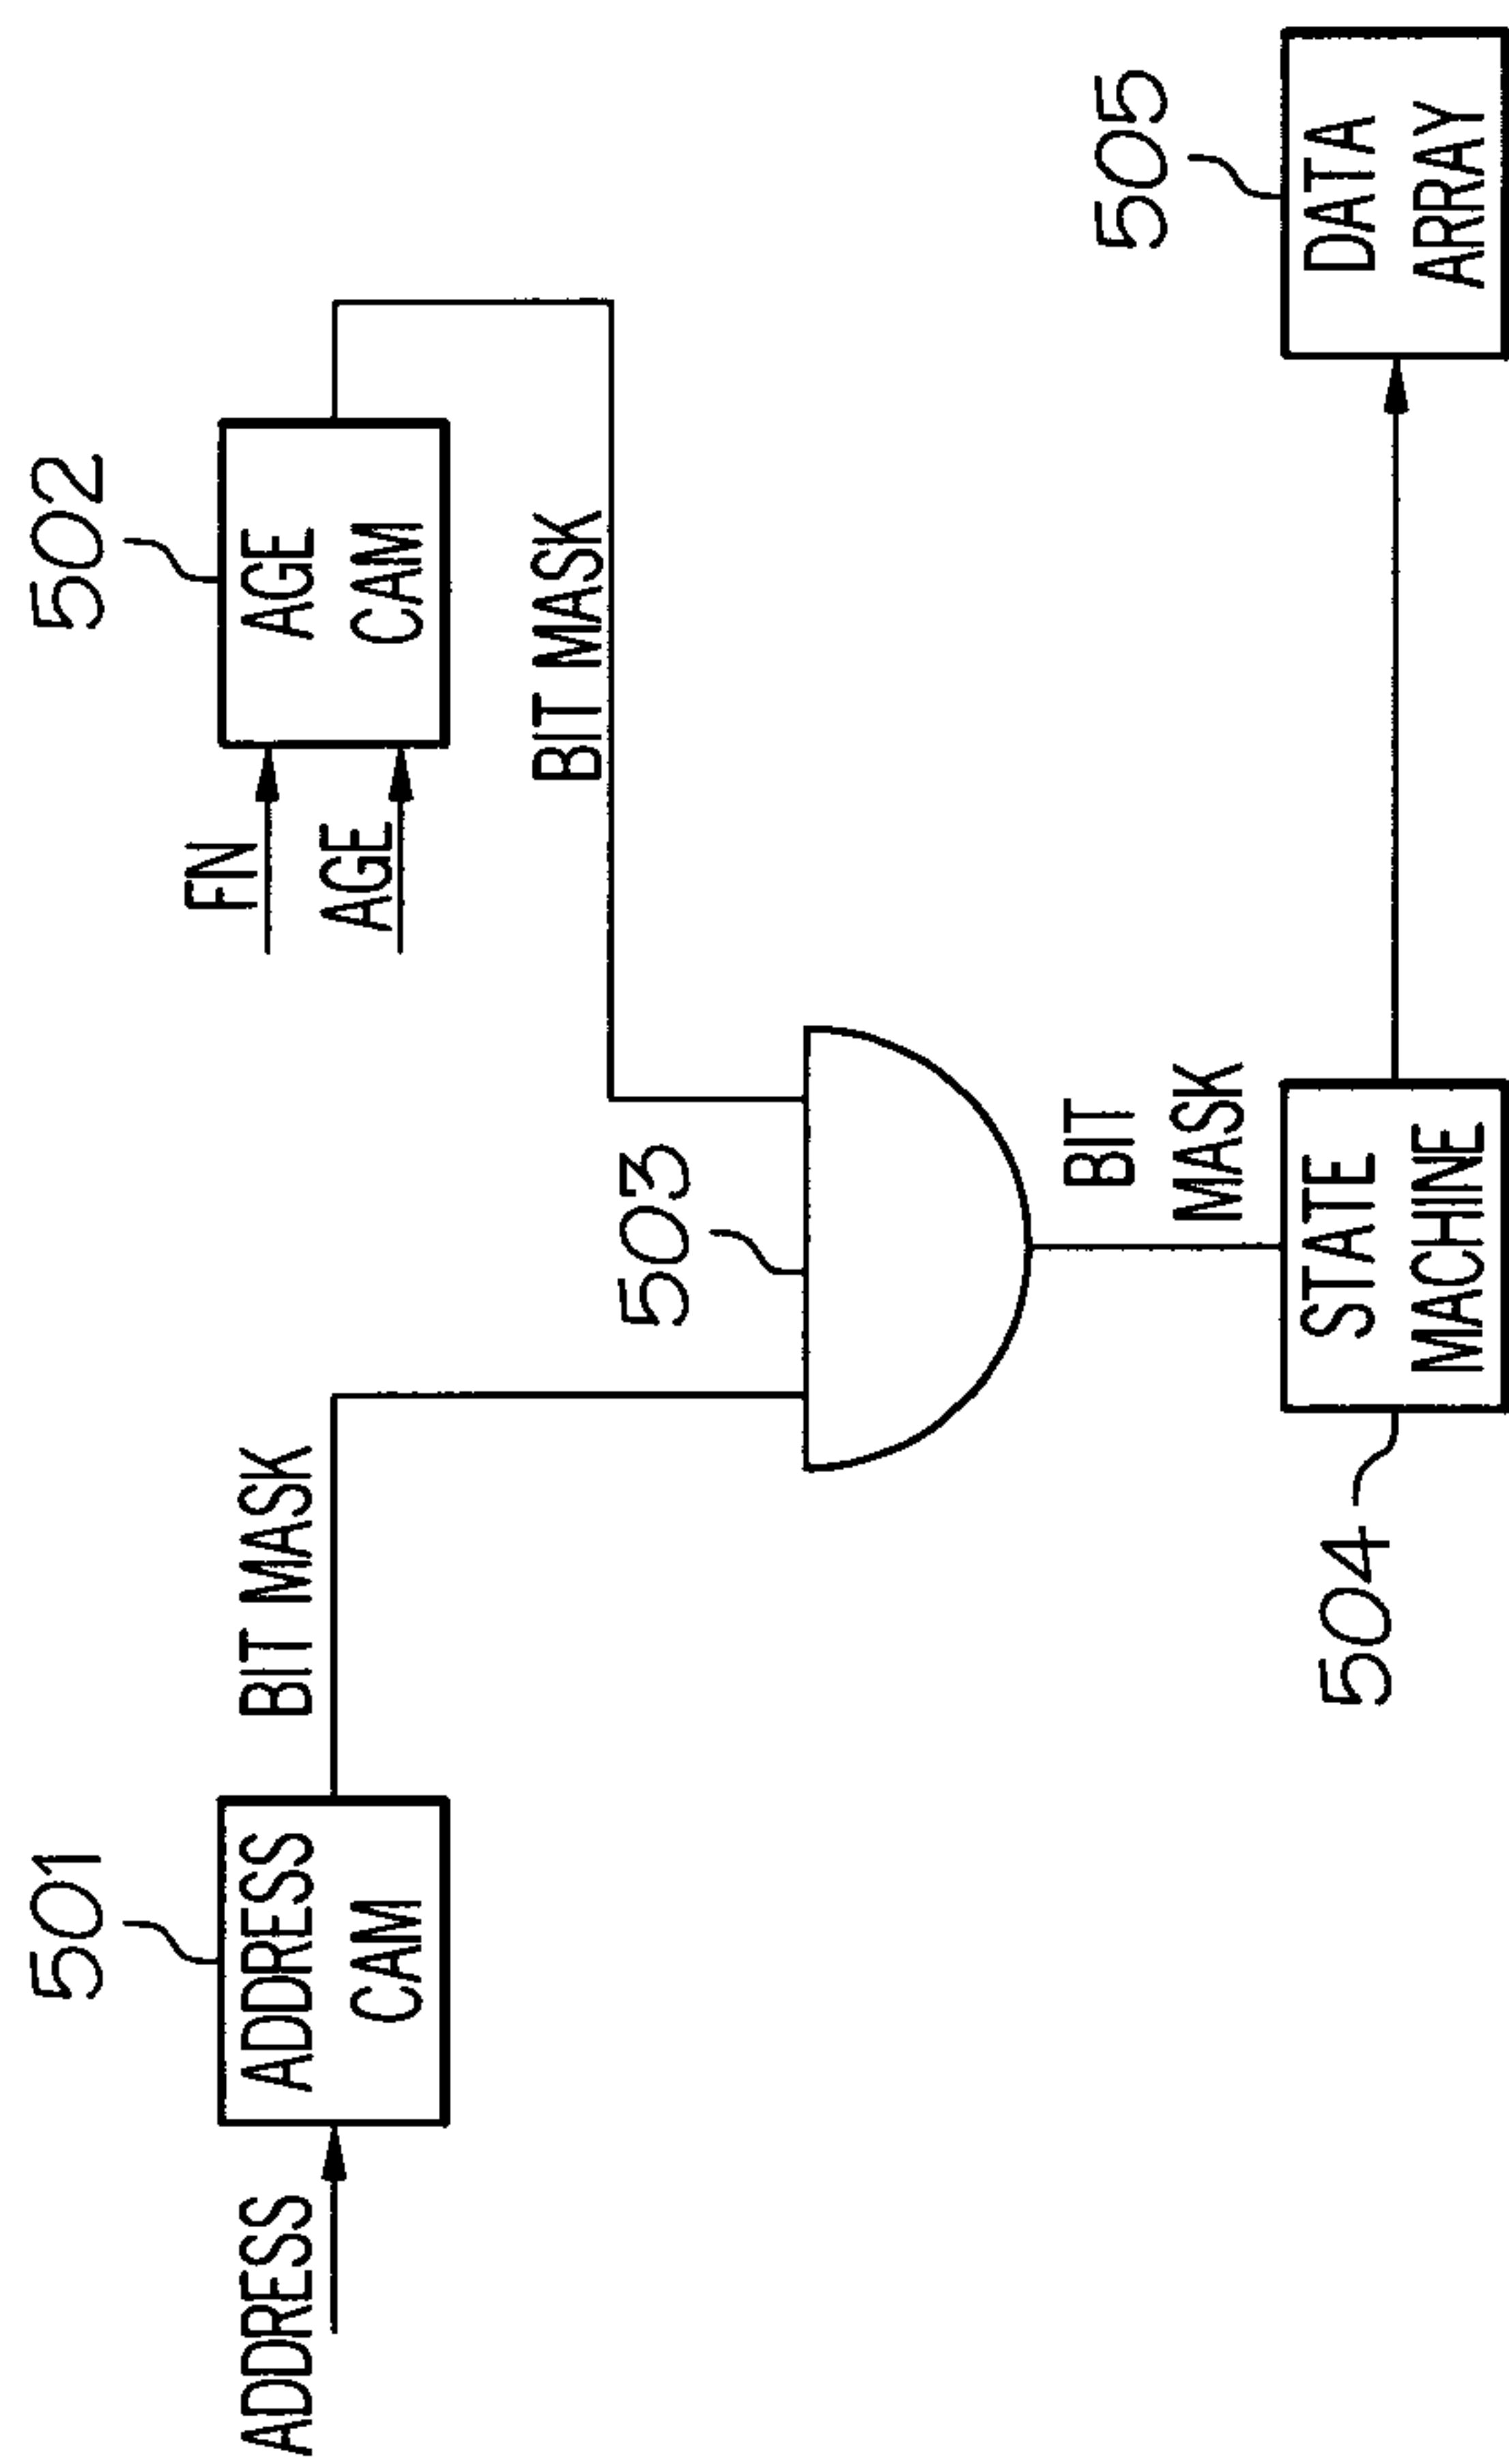 501
502
ADDRESS
ADDRESS
CAM
BIT MASK
FN
AGE
AGE
CAM
BIT MASK
503
BIT
MASK
504
STATE
MACHINE
505
DATA
ARRAY